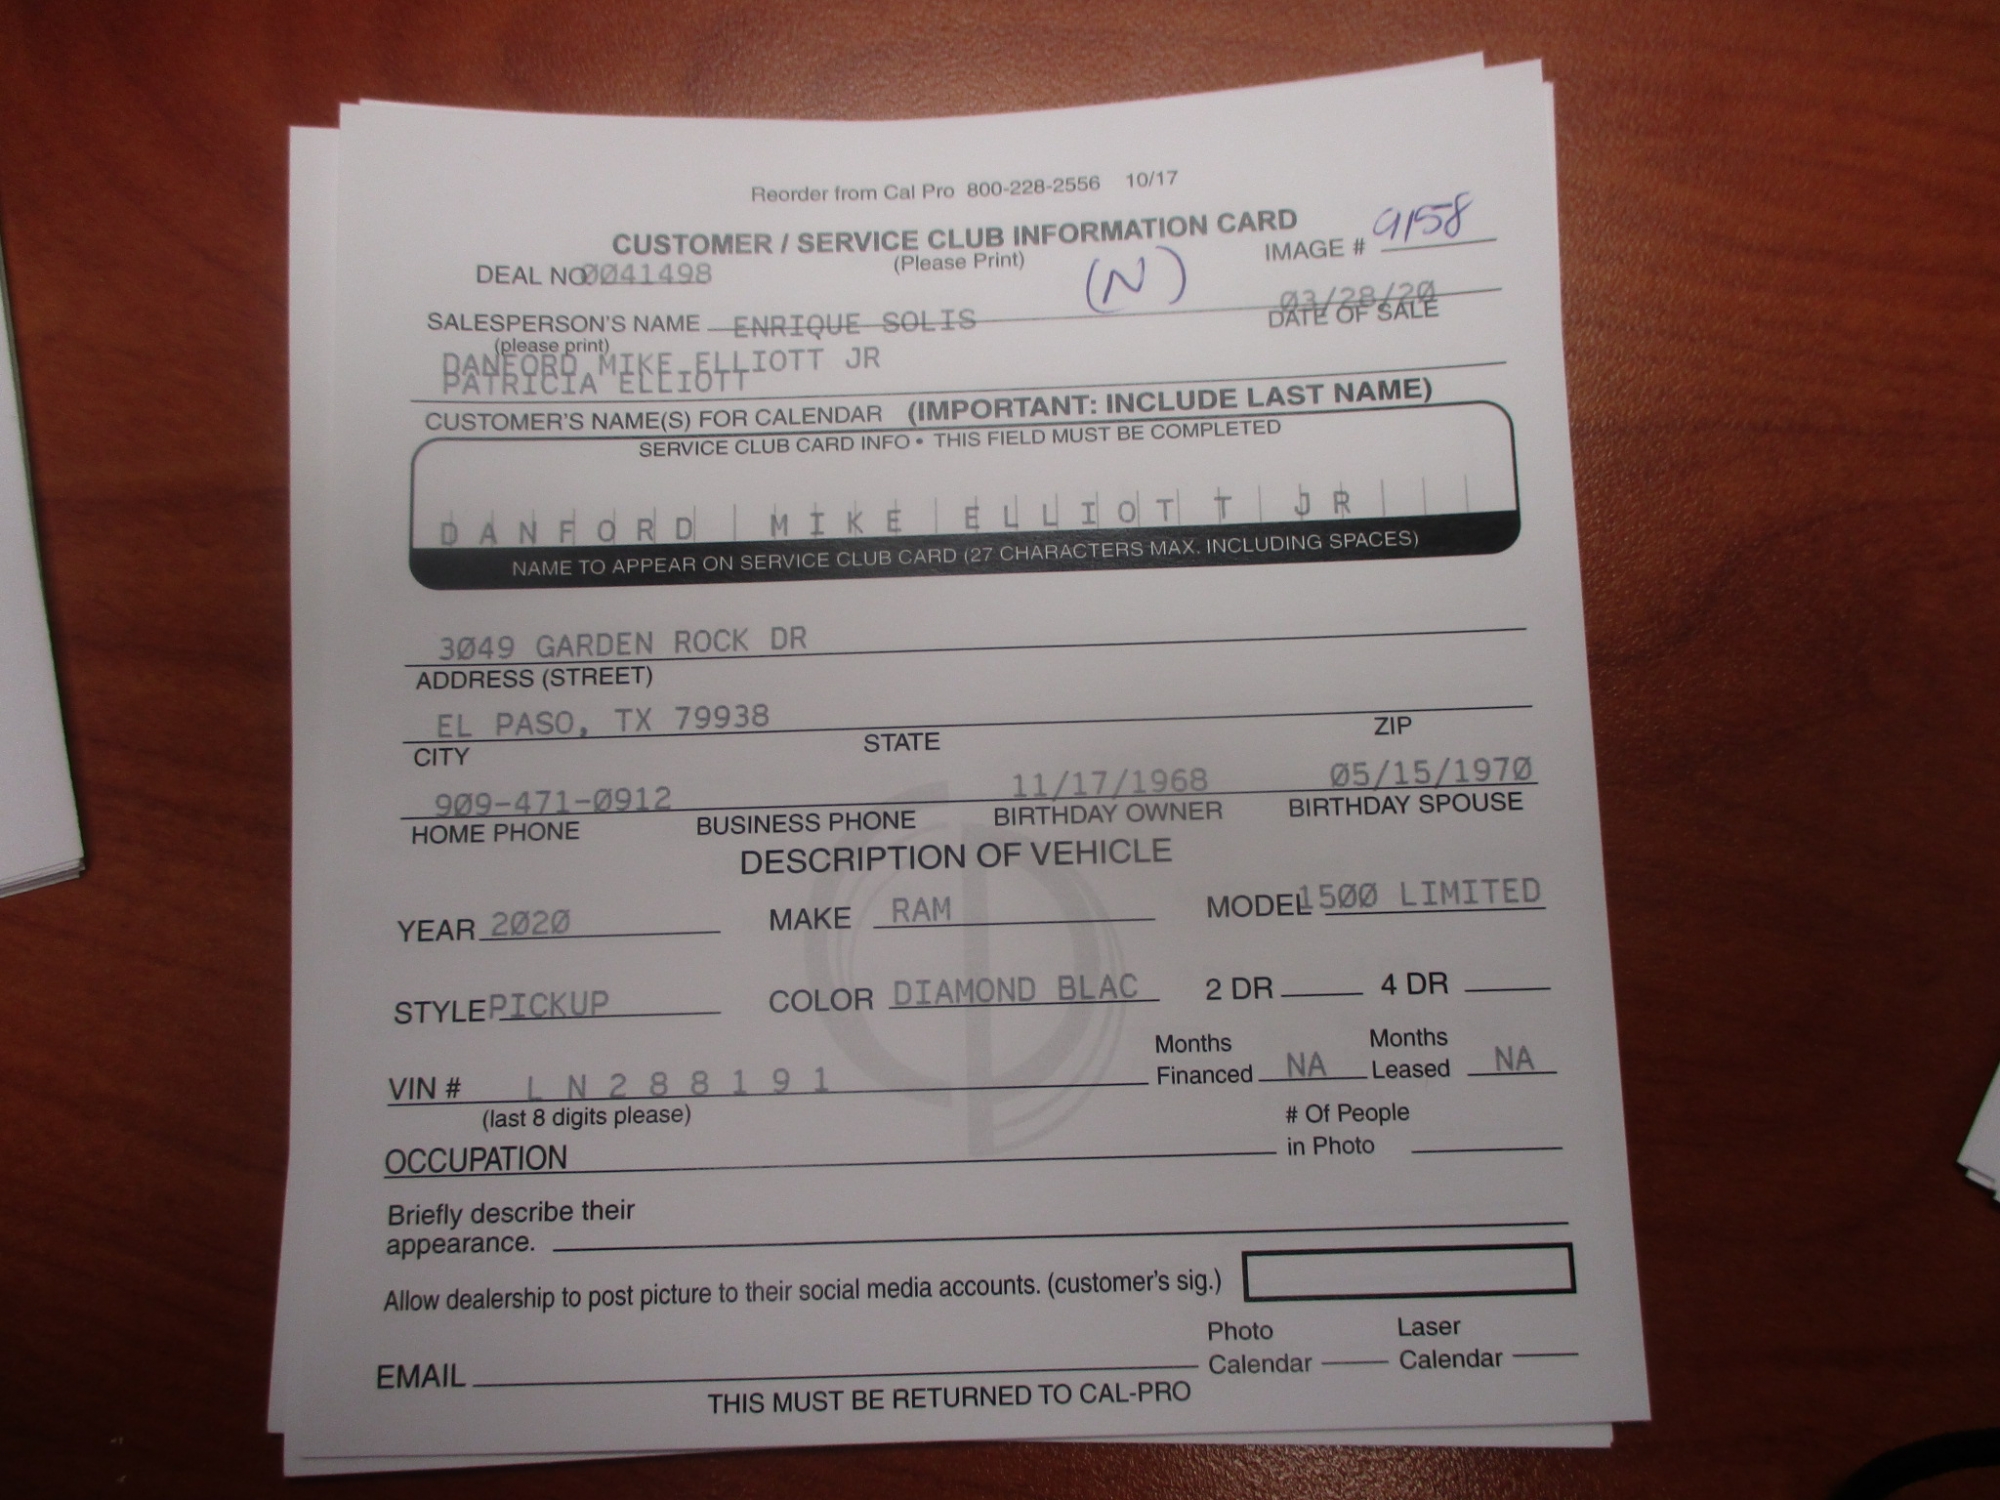 Reorder from Cal Pro 800-228-2556 10/17
CUSTOMER / SERVICE CLUB INFORMATION CARD
(Please Print)
IMAGE # 9158
DEAL NO 0041498
(N)
03/28/20
SALESPERSON'S NAME ENRIQUE SOLIS
DATE OF SALE
(please print)
DANFORD MIKE ELLIOTT JR
PATRICIA ELLIOTT
CUSTOMER'S NAME(S) FOR CALENDAR (IMPORTANT: INCLUDE LAST NAME)
SERVICE CLUB CARD INFO • THIS FIELD MUST BE COMPLETED
DANFORD MIKE ELLIOTT JR
NAME TO APPEAR ON SERVICE CLUB CARD (27 CHARACTERS MAX. INCLUDING SPACES)
3049 GARDEN ROCK DR
ADDRESS (STREET)
EL PASO, TX 79938
CITY STATE ZIP
909-471-0912 11/17/1968 05/15/1970
HOME PHONE BUSINESS PHONE BIRTHDAY OWNER BIRTHDAY SPOUSE
DESCRIPTION OF VEHICLE
YEAR 2020 MAKE RAM MODEL 1500 LIMITED
STYLE PICKUP COLOR DIAMOND BLAC 2 DR 4 DR
Months Months
VIN # LN288191 Financed NA Leased NA
(last 8 digits please)
# Of People
OCCUPATION in Photo
Briefly describe their
appearance.
Allow dealership to post picture to their social media accounts. (customer's sig.)
Photo Laser
EMAIL Calendar Calendar
THIS MUST BE RETURNED TO CAL-PRO